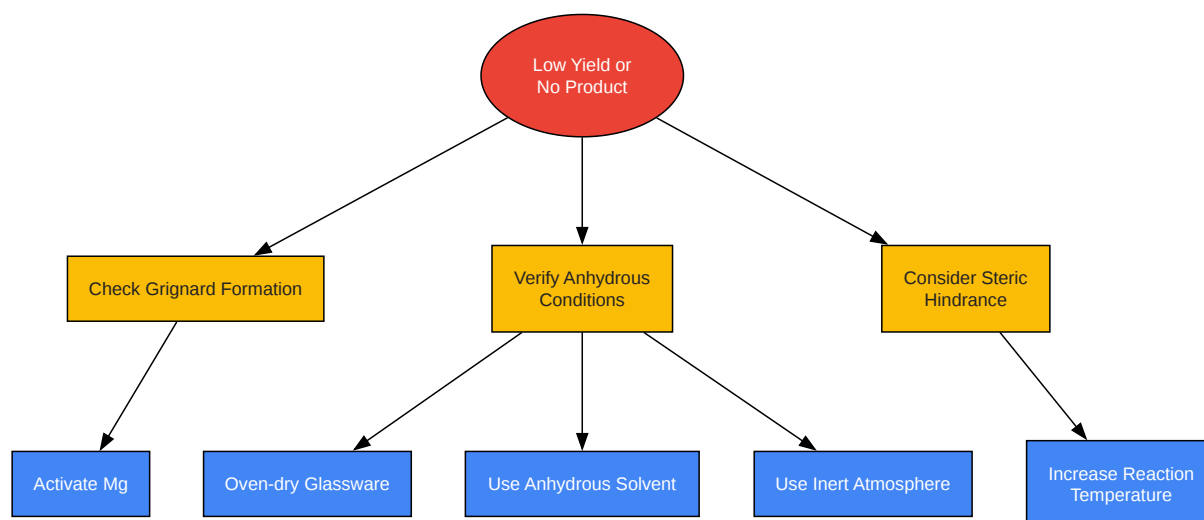 Low Yield or
No Product
Check Grignard Formation
Verify Anhydrous
Conditions
Consider Steric
Hindrance
Activate Mg
Oven-dry Glassware
Use Anhydrous Solvent
Use Inert Atmosphere
Increase Reaction
Temperature